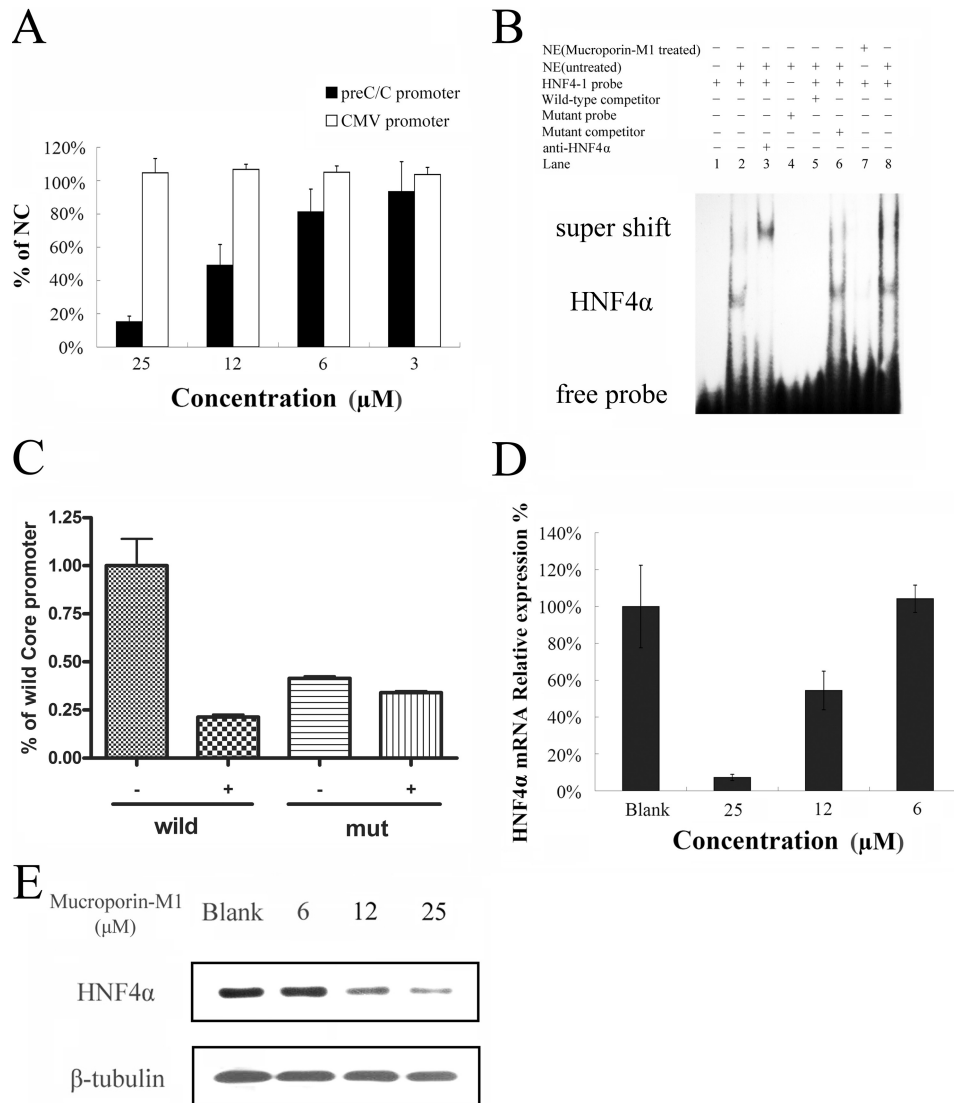 A
preC/C promoter
CMV promoter
120%
100%
80%
60%
40%
20%
0%
% of NC
25 12 6 3
Concentration (μM)
B
NE(Mucroporin-M1 treated) − − − − − − + −
NE(untreated) − + + + + + − +
HNF4-1 probe + + + − + + + +
Wild-type competitor − − − − + − − −
Mutant probe − − − + − − − −
Mutant competitor − − − − − + − −
anti-HNF4α − − + − − − − −
Lane 1 2 3 4 5 6 7 8
super shift
HNF4α
free probe
C
1.25
1.00
0.75
0.50
0.25
0.00
% of wild Core promoter
- + - +
wild mut
D
140%
120%
100%
80%
60%
40%
20%
0%
HNF4α mRNA Relative expression %
Blank 25 12 6
Concentration (μM)
E
Mucroporin-M1 Blank 6 12 25
(μM)
HNF4α
β-tubulin